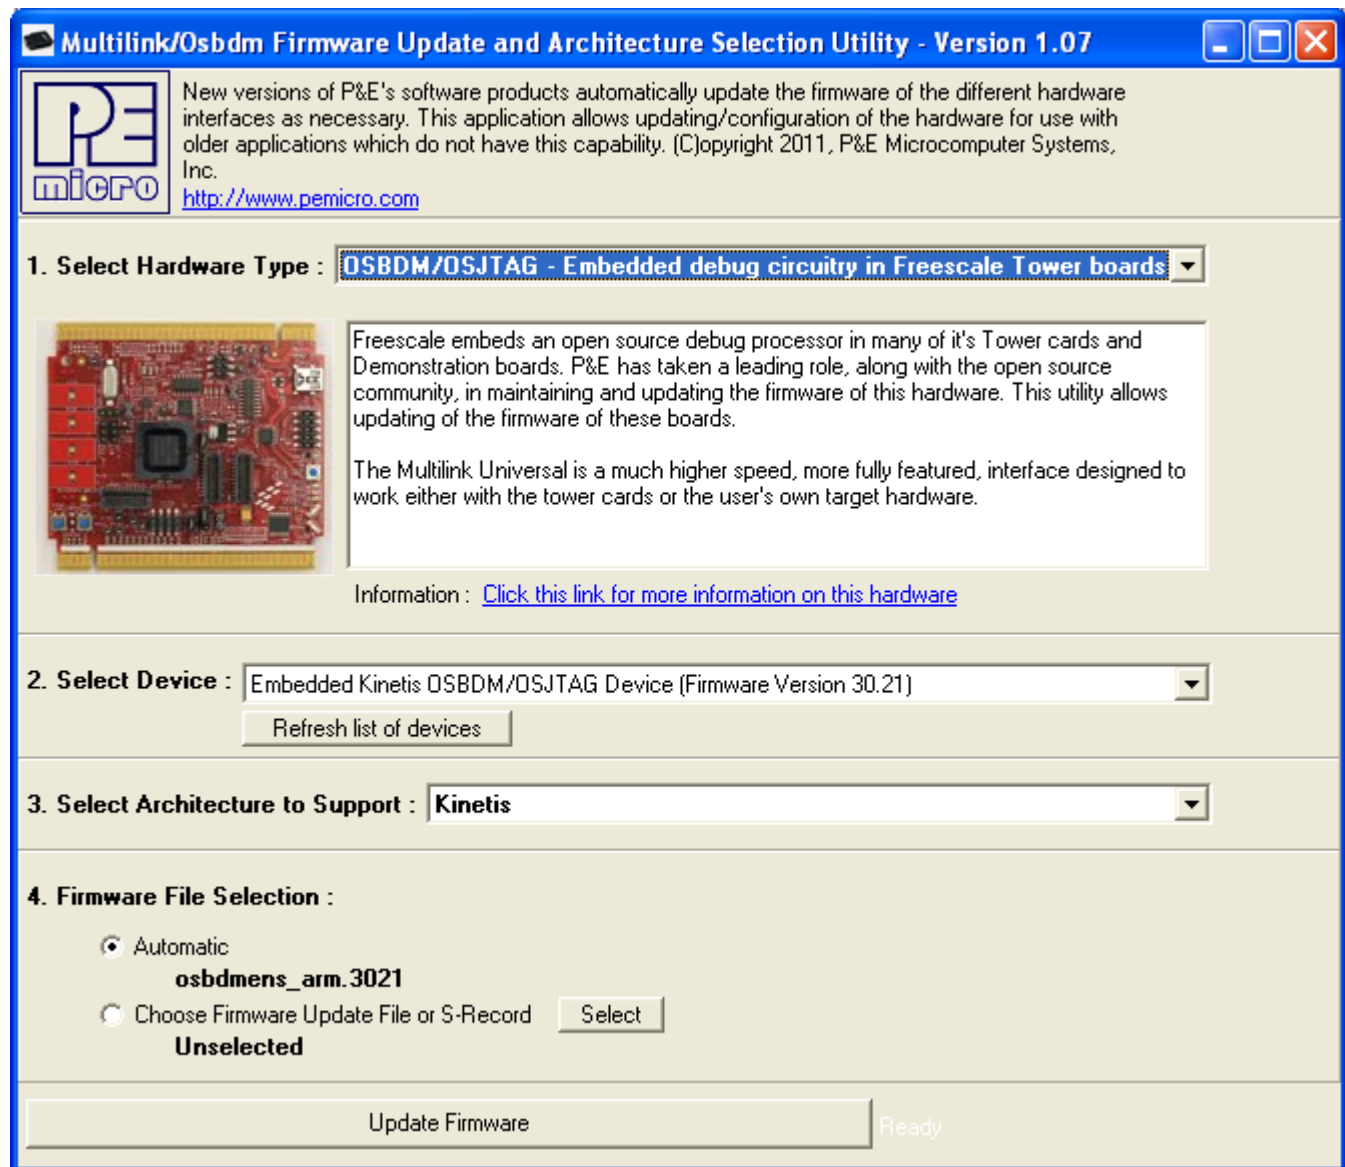 Multilink/Osbdm Firmware Update and Architecture Selection Utility - Version 1.07
PE
micro
New versions of P&E's software products automatically update the firmware of the different hardware
interfaces as necessary. This application allows updating/configuration of the hardware for use with
older applications which do not have this capability. (C)opyright 2011, P&E Microcomputer Systems,
Inc.
http://www.pemicro.com
1. Select Hardware Type : OSBDM/OSJTAG - Embedded debug circuitry in Freescale Tower boards
Freescale embeds an open source debug processor in many of it's Tower cards and
Demonstration boards. P&E has taken a leading role, along with the open source
community, in maintaining and updating the firmware of this hardware. This utility allows
updating of the firmware of these boards.
The Multilink Universal is a much higher speed, more fully featured, interface designed to
work either with the tower cards or the user's own target hardware.
Information : Click this link for more information on this hardware
2. Select Device : Embedded Kinetis OSBDM/OSJTAG Device (Firmware Version 30.21)
Refresh list of devices
3. Select Architecture to Support : Kinetis
4. Firmware File Selection :
Automatic
osbdmens_arm.3021
Choose Firmware Update File or S-Record Select
Unselected
Update Firmware Ready